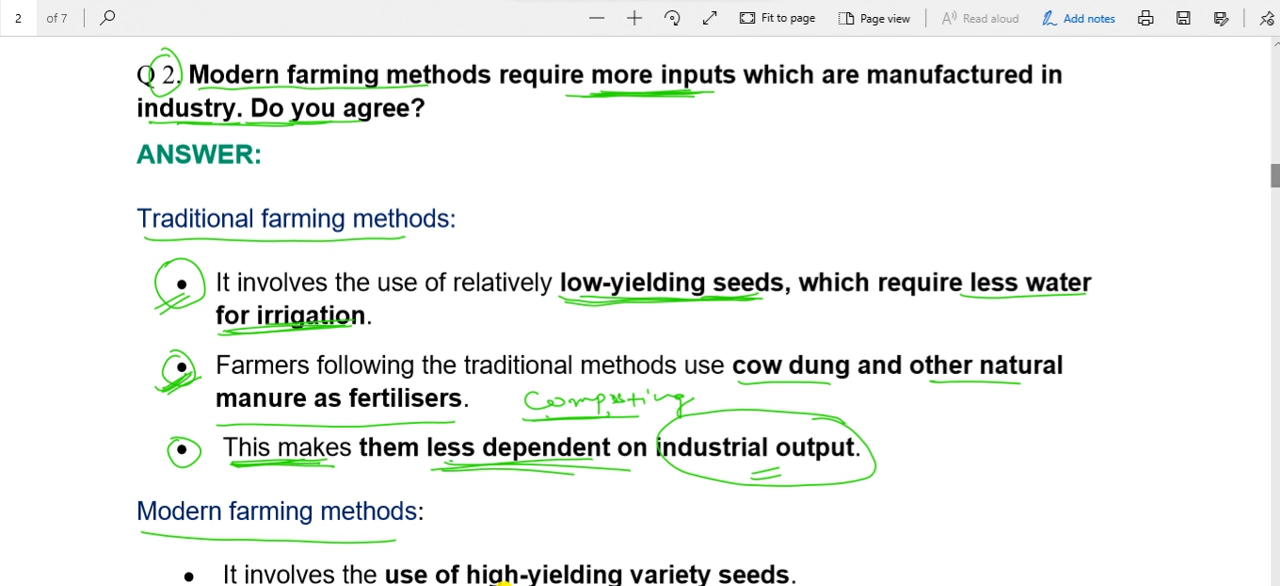 2 of 7 Fit to page Page view A) Read aloud Add notes
Q 2. Modern farming methods require more inputs which are manufactured in
industry. Do you agree?
ANSWER:
Traditional farming methods:
• It involves the use of relatively low-yielding seeds, which require less water
for irrigation.
• Farmers following the traditional methods use cow dung and other natural
manure as fertilisers.
Composting
• This makes them less dependent on industrial output.
Modern farming methods:
• It involves the use of high-yielding variety seeds.